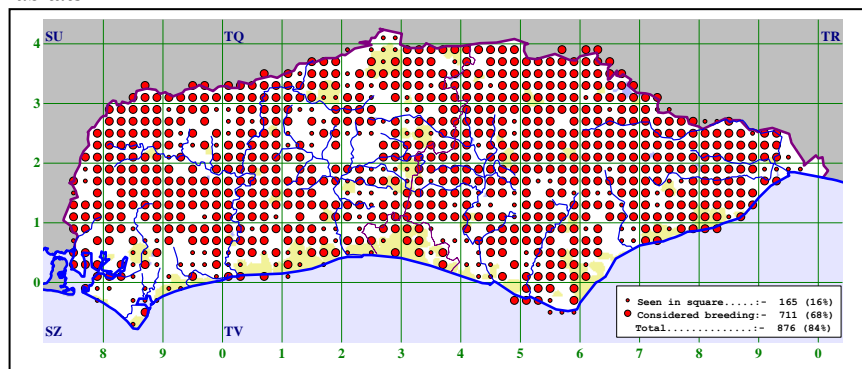 4 SU TQ TR
3
2
1
0
• Seen in square.....:- 165 (16%)
● Considered breeding:- 711 (68%)
Total..............:- 876 (84%)
SZ TV
8 9 0 1 2 3 4 5 6 7 8 9 0